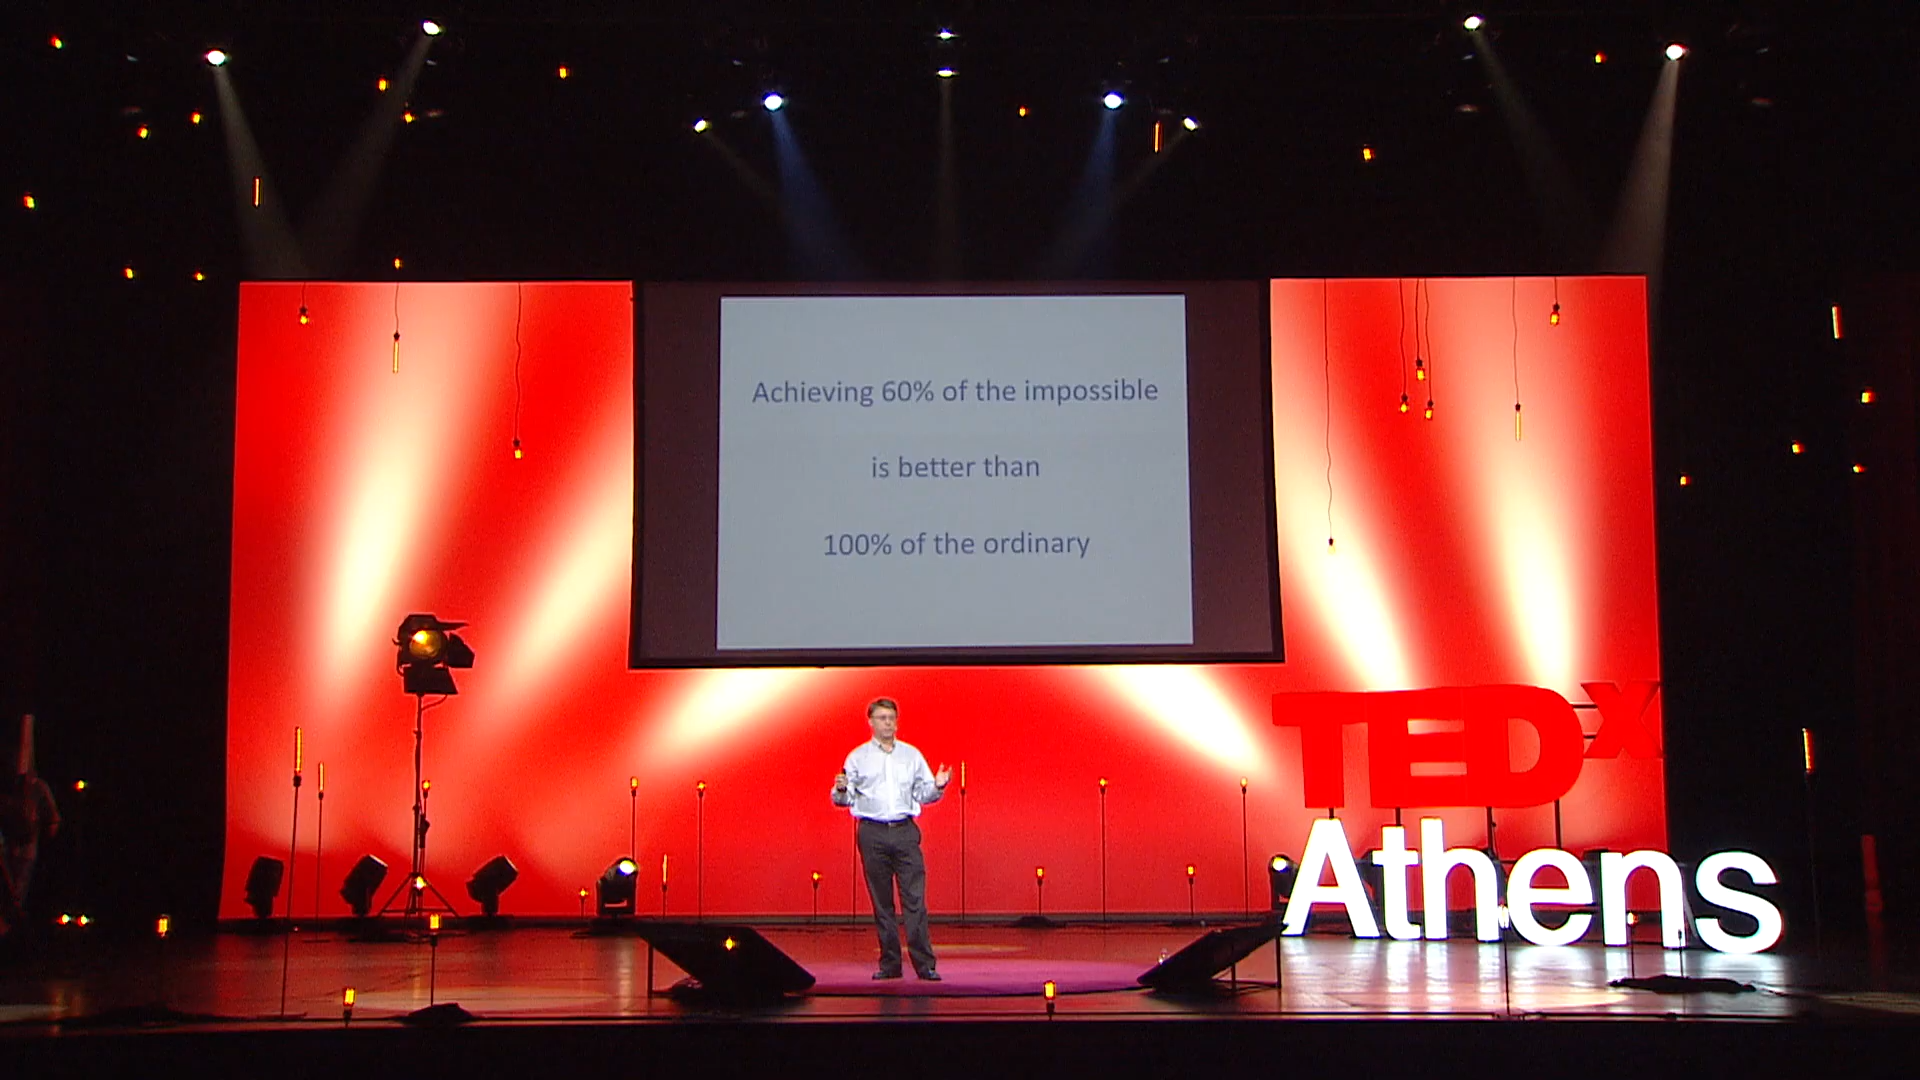 Achieving 60% of the impossible
is better than
100% of the ordinary
TEDx
Athens